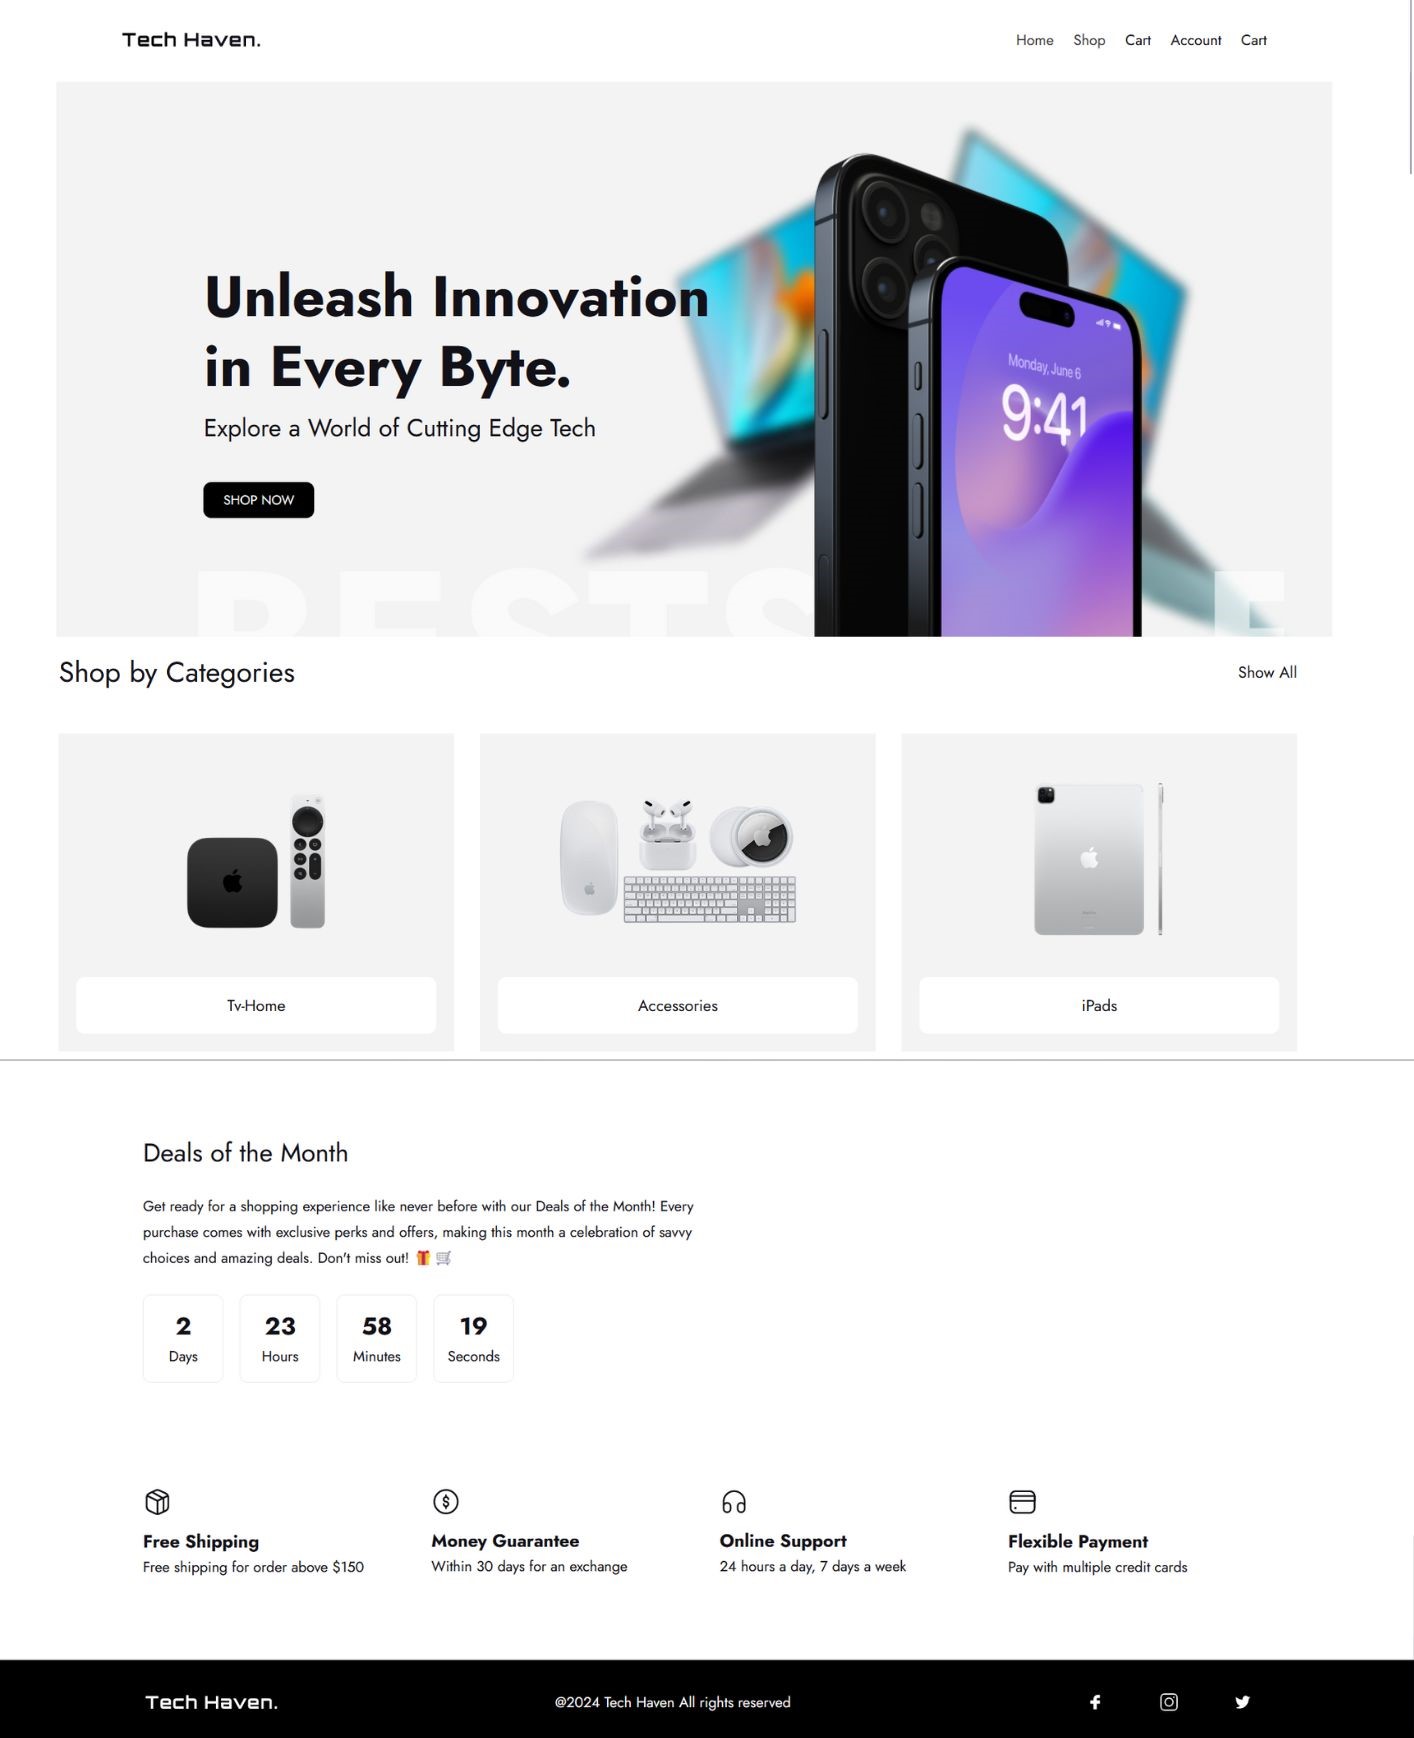 Tech Haven.
Home Shop Cart Account Cart
Unleash Innovation
in Every Byte.
Explore a World of Cutting Edge Tech
SHOP NOW
Monday, June 6
9:41
Shop by Categories
Show All
Tv-Home
Accessories
iPads
Deals of the Month
Get ready for a shopping experience like never before with our Deals of the Month! Every
purchase comes with exclusive perks and offers, making this month a celebration of savvy
choices and amazing deals. Don't miss out! 🎁 🛒
2 23 58 19
Days Hours Minutes Seconds
Free Shipping
Free shipping for order above $150
Money Guarantee
Within 30 days for an exchange
Online Support
24 hours a day, 7 days a week
Flexible Payment
Pay with multiple credit cards
Tech Haven.
@2024 Tech Haven All rights reserved